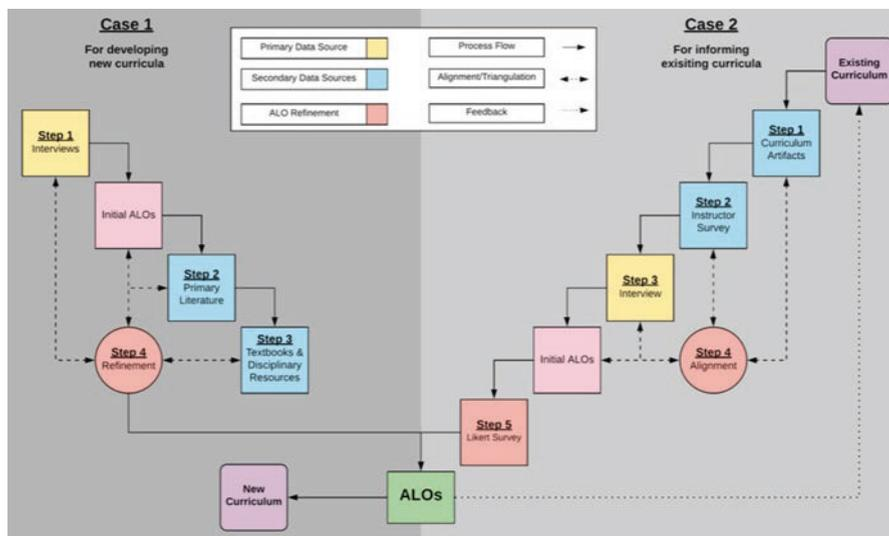 Case 1
For developing
new curricula
Primary Data Source
Process Flow
Secondary Data Sources
Alignment/Triangulation
ALO Refinement
Feedback
Case 2
For informing
exisiting curricula
Existing
Curriculum
Step 1
Interviews
Initial ALOs
Step 2
Primary
Literature
Step 3
Textbooks &
Disciplinary
Resources
Step 4
Refinement
Step 1
Curriculum
Artifacts
Step 2
Instructor
Survey
Step 3
Interview
Initial ALOs
Step 4
Alignment
Step 5
Likert Survey
ALOs
New
Curriculum